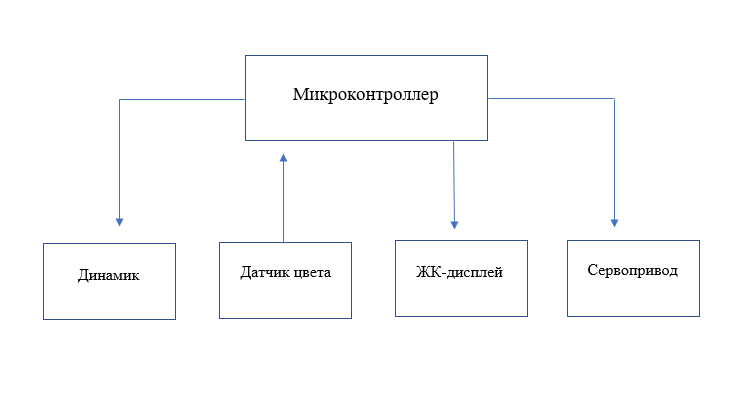 Микроконтроллер
Динамик
Датчик цвета
ЖК-дисплей
Сервопривод